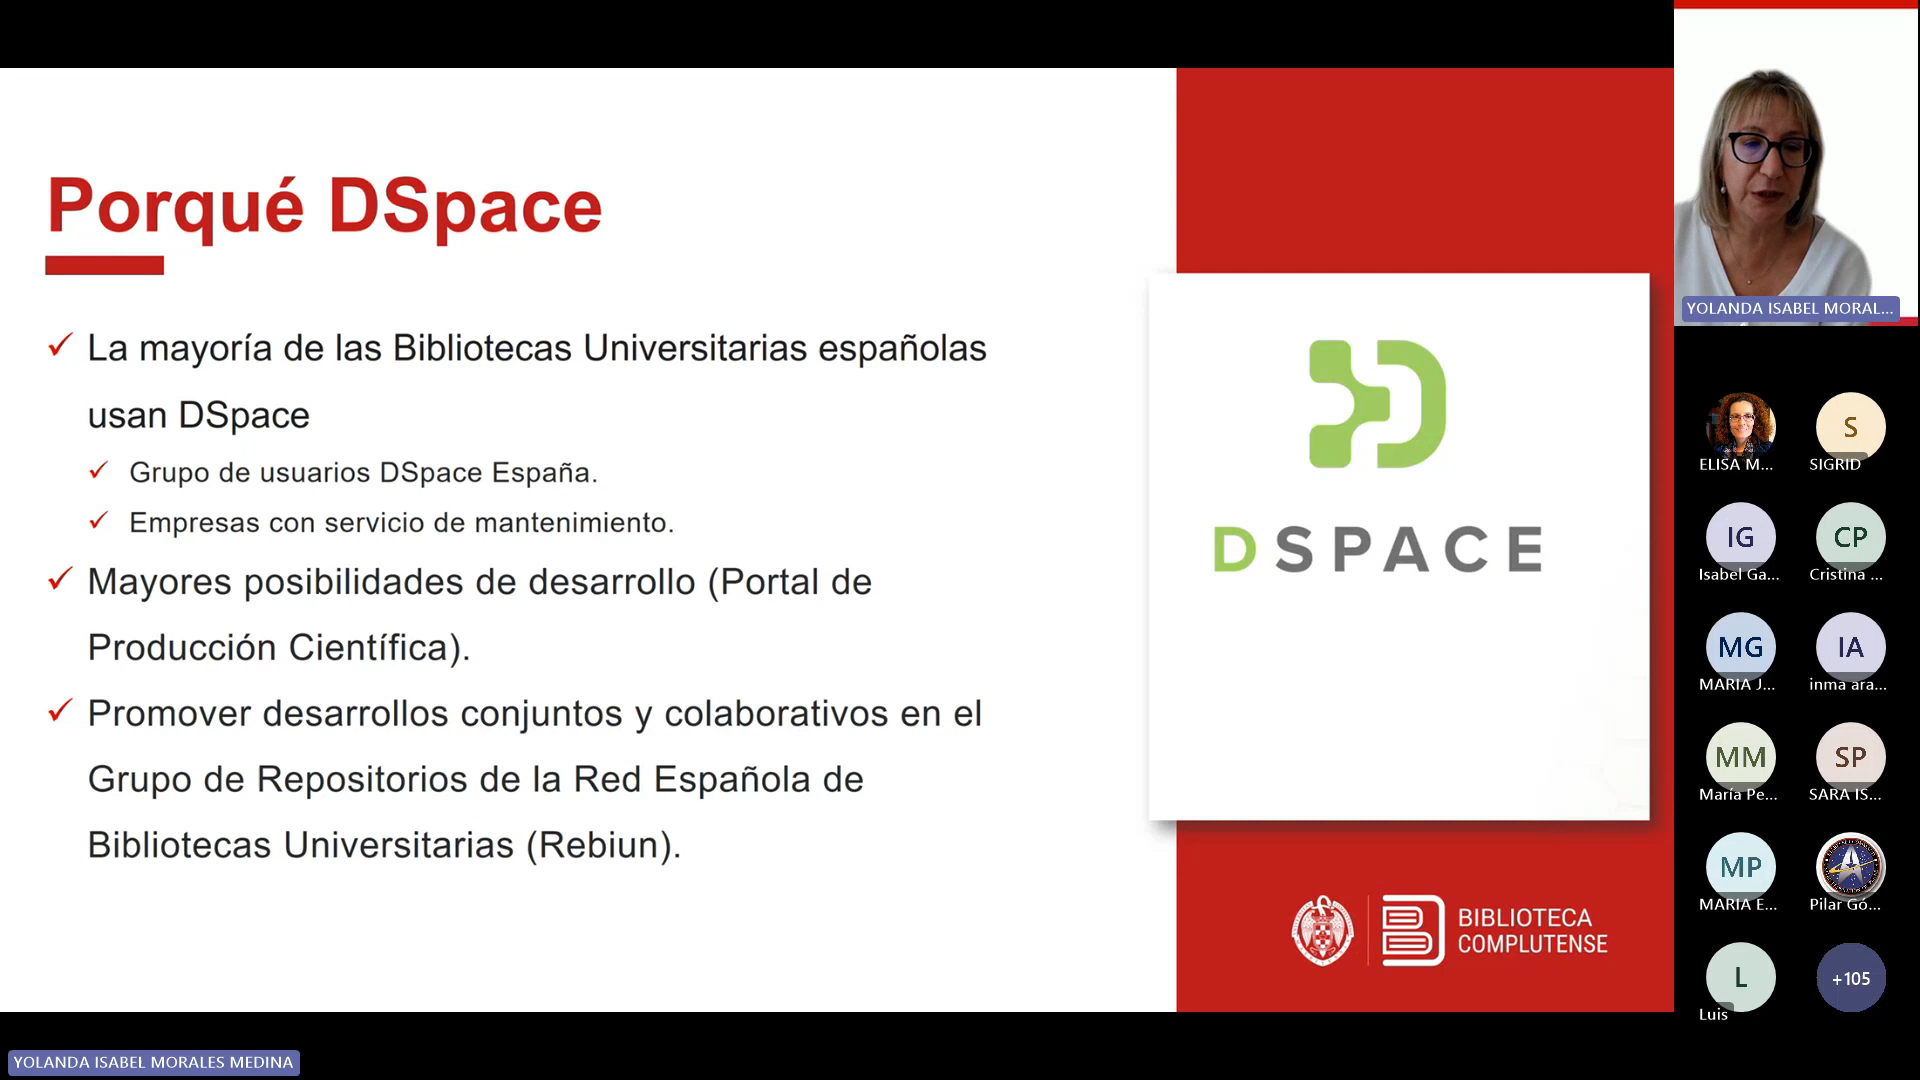 Porqué DSpace
La mayoría de las Bibliotecas Universitarias españolas
usan DSpace
Grupo de usuarios DSpace España.
Empresas con servicio de mantenimiento.
Mayores posibilidades de desarrollo (Portal de
Producción Científica).
Promover desarrollos conjuntos y colaborativos en el
Grupo de Repositorios de la Red Española de
Bibliotecas Universitarias (Rebiun).
DSPACE
BIBLIOTECA
COMPLUTENSE
YOLANDA ISABEL MORAL...
ELISA M...
S
SIGRID
IG
Isabel Ga...
CP
Cristina ...
MG
MARIA J...
IA
inma ara...
MM
María Pe...
SP
SARA IS...
MP
MARIA E...
Pilar Gó...
L
Luis
+105
YOLANDA ISABEL MORALES MEDINA